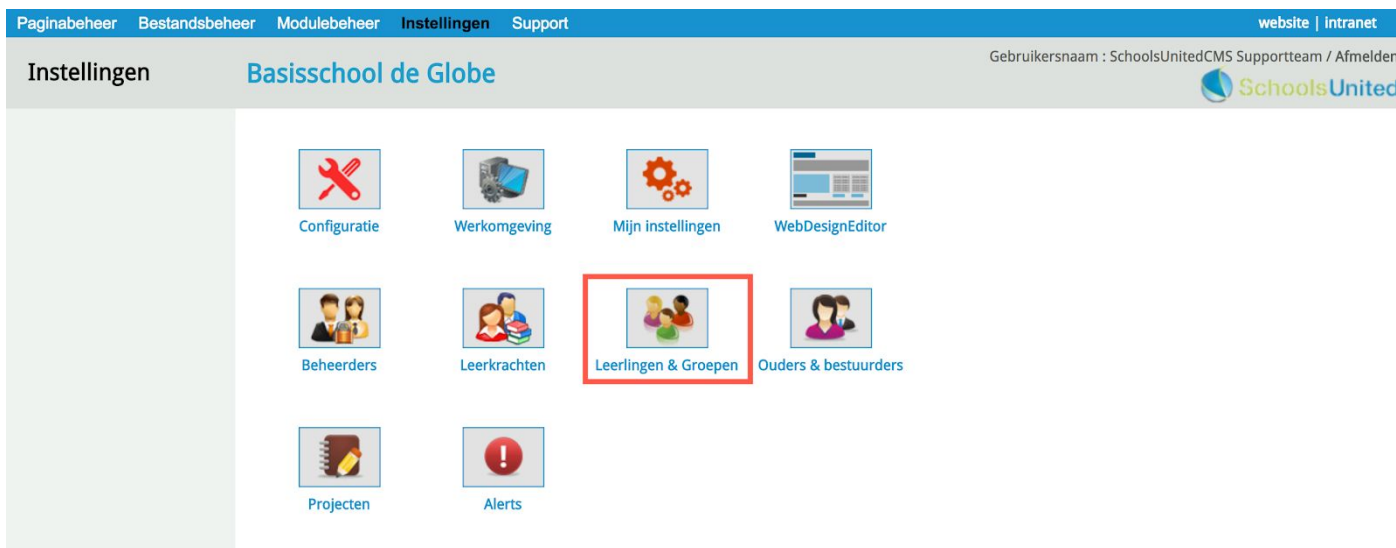 Paginabeheer Bestandsbeheer Modulebeheer Instellingen Support website | intranet
Gebruikersnaam : SchoolsUnitedCMS Supportteam / Afmelden
Instellingen Basisschool de Globe
SchoolsUnited
Configuratie Werkomgeving Mijn instellingen WebDesignEditor
Beheerders Leerkrachten Leerlingen & Groepen Ouders & bestuurders
Projecten Alerts